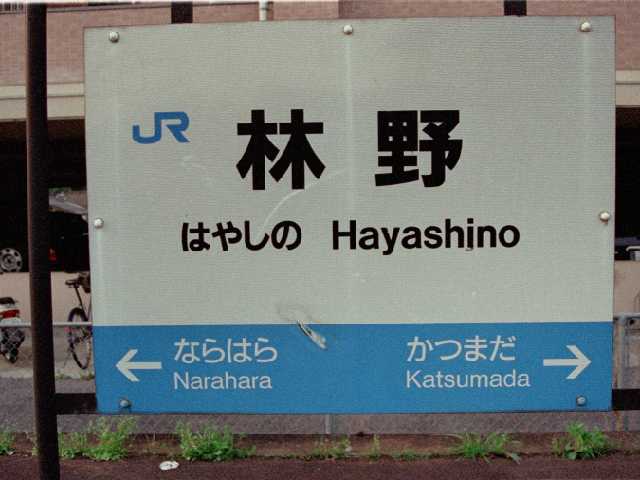 JR
林野
はやしの Hayashino
← ならはら かつまだ →
Narahara Katsumada